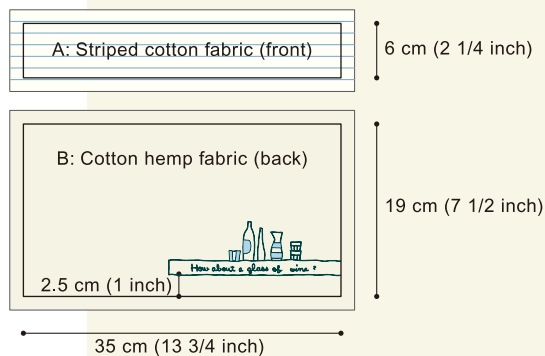 A: Striped cotton fabric (front)
6 cm (2 1/4 inch)
B: Cotton hemp fabric (back)
19 cm (7 1/2 inch)
How about a glass of wine?
2.5 cm (1 inch)
35 cm (13 3/4 inch)